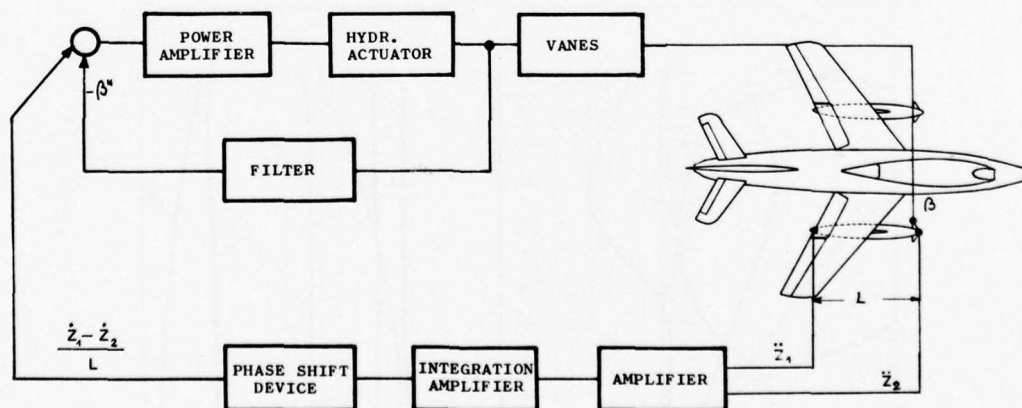 POWER
AMPLIFIER
HYDR.
ACTUATOR
VANES
-β"
FILTER
β
L
Ż₁ - Ż₂
L
PHASE SHIFT
DEVICE
INTEGRATION
AMPLIFIER
AMPLIFIER
Z̈₁
Z̈₂